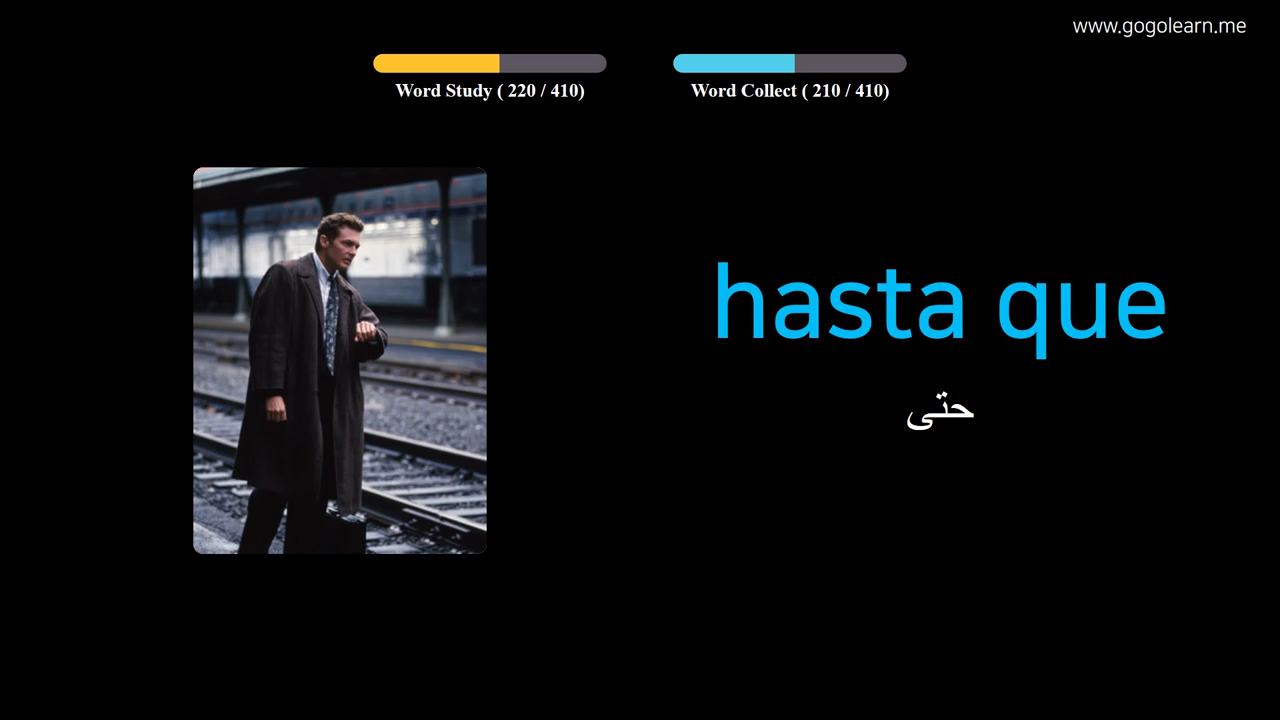 www.gogolearn.me
Word Study ( 220 / 410)
Word Collect ( 210 / 410)
hasta que
حتى